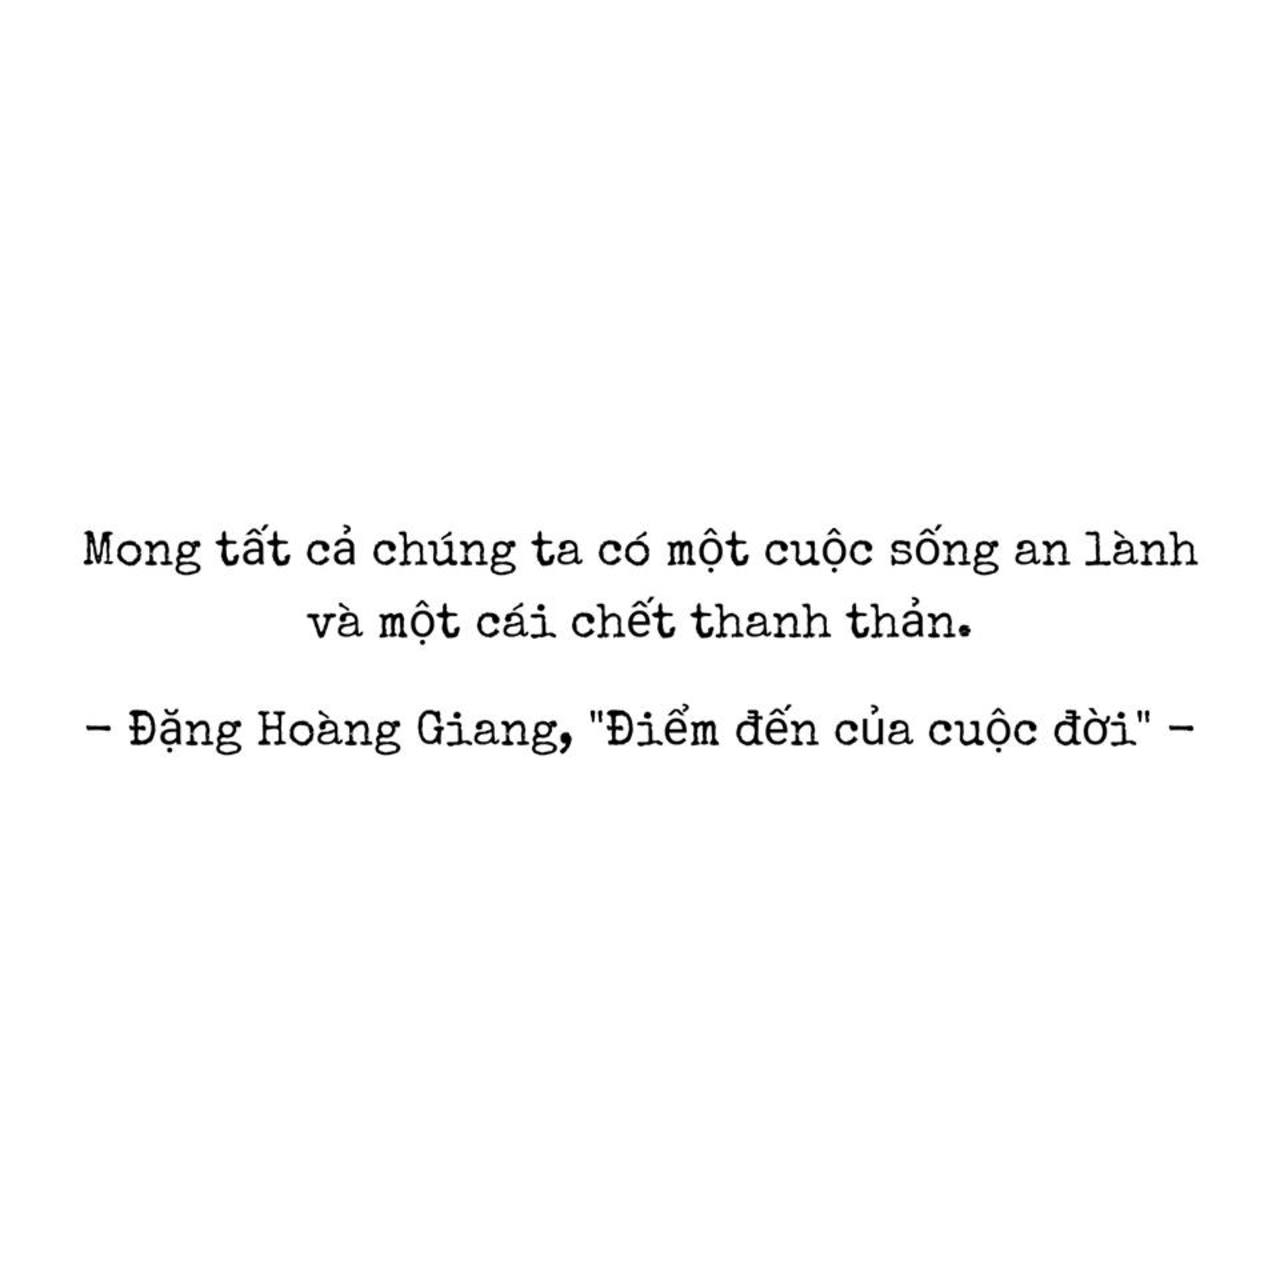 Mong tất cả chúng ta có một cuộc sống an lành
và một cái chết thanh thản.
- Đặng Hoàng Giang, "Điểm đến của cuộc đời" -